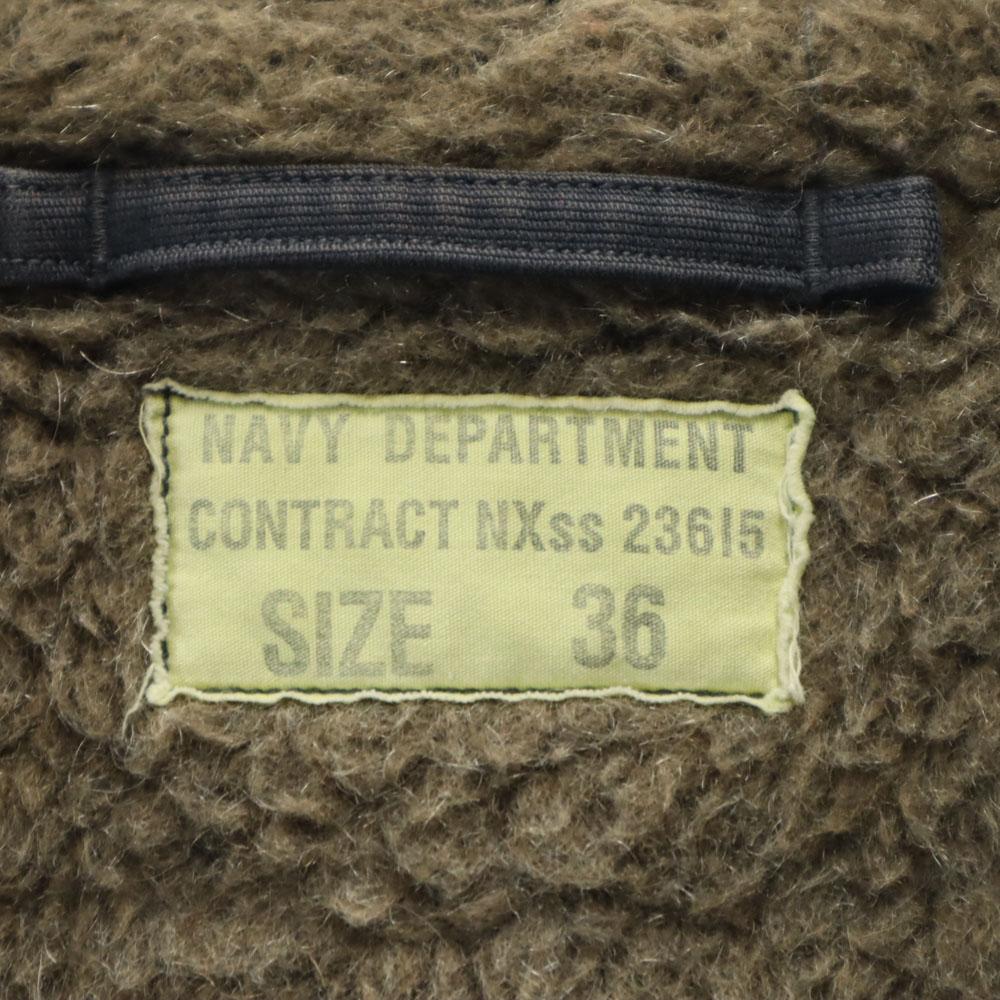 NAVY DEPARTMENT
CONTRACT NXss 23615
SIZE 36